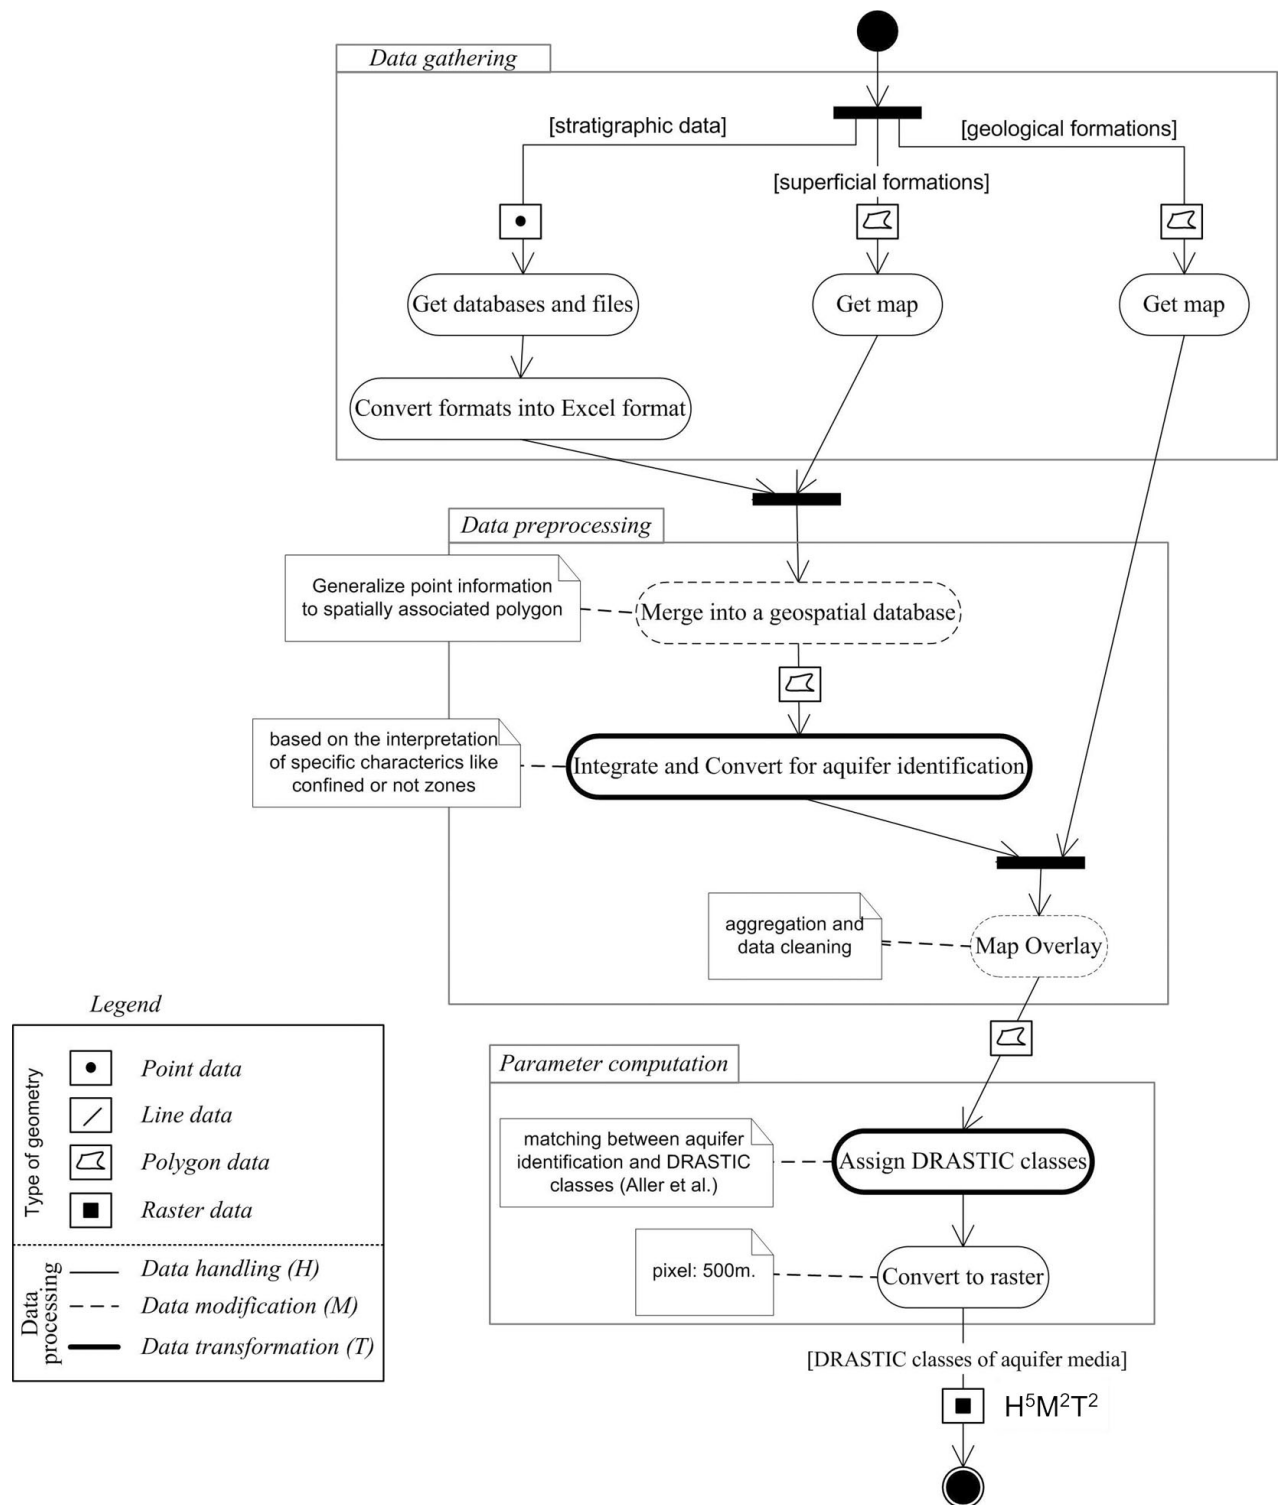 Data gathering
[stratigraphic data]
[geological formations]
[superficial formations]
Get databases and files
Get map
Get map
Convert formats into Excel format
Data preprocessing
Generalize point information
to spatially associated polygon
Merge into a geospatial database
based on the interpretation
of specific characterics like
confined or not zones
Integrate and Convert for aquifer identification
aggregation and
data cleaning
Map Overlay
Legend
Type of geometry
Point data
Line data
Polygon data
Raster data
Data
processing
Data handling (H)
Data modification (M)
Data transformation (T)
Parameter computation
matching between aquifer
identification and DRASTIC
classes (Aller et al.)
Assign DRASTIC classes
pixel: 500m.
Convert to raster
[DRASTIC classes of aquifer media]
H⁵M²T²